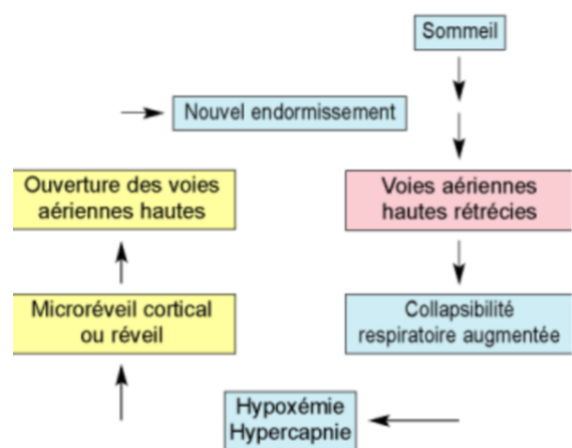 Sommeil
Nouvel endormissement
Ouverture des voies
aériennes hautes
Voies aériennes
hautes rétrécies
Microréveil cortical
ou réveil
Collapsibilité
respiratoire augmentée
Hypoxémie
Hypercapnie